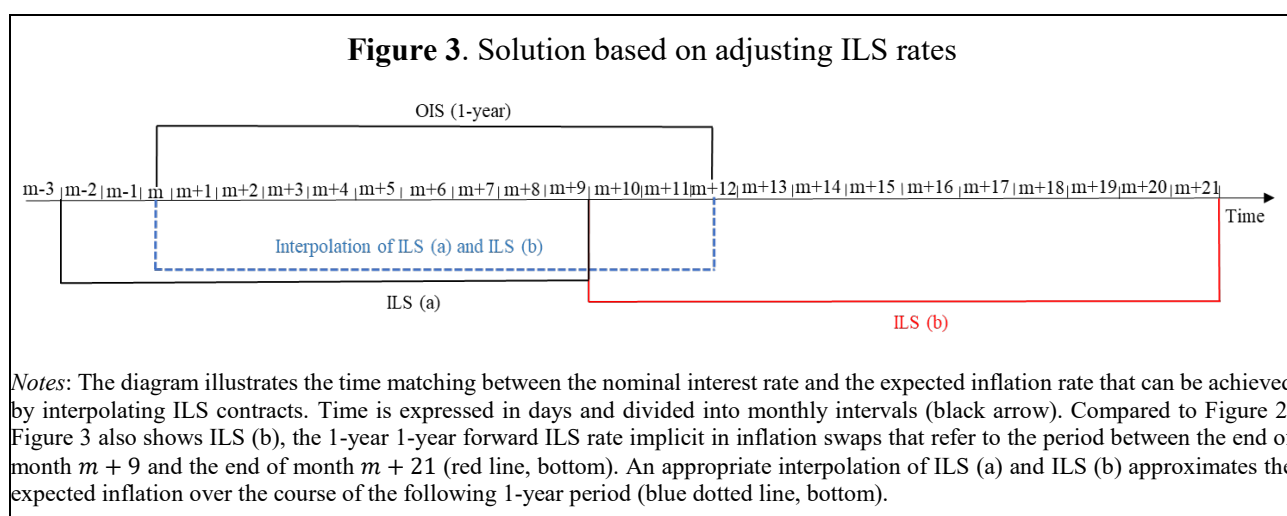 Figure 3. Solution based on adjusting ILS rates
OIS (1-year)
m-3 m-2 m-1 m m+1 m+2 m+3 m+4 m+5 m+6 m+7 m+8 m+9 m+10 m+11 m+12 m+13 m+14 m+15 m+16 m+17 m+18 m+19 m+20 m+21
Time
Interpolation of ILS (a) and ILS (b)
ILS (a)
ILS (b)
Notes: The diagram illustrates the time matching between the nominal interest rate and the expected inflation rate that can be achieved
by interpolating ILS contracts. Time is expressed in days and divided into monthly intervals (black arrow). Compared to Figure 2,
Figure 3 also shows ILS (b), the 1-year 1-year forward ILS rate implicit in inflation swaps that refer to the period between the end of
month m + 9 and the end of month m + 21 (red line, bottom). An appropriate interpolation of ILS (a) and ILS (b) approximates the
expected inflation over the course of the following 1-year period (blue dotted line, bottom).